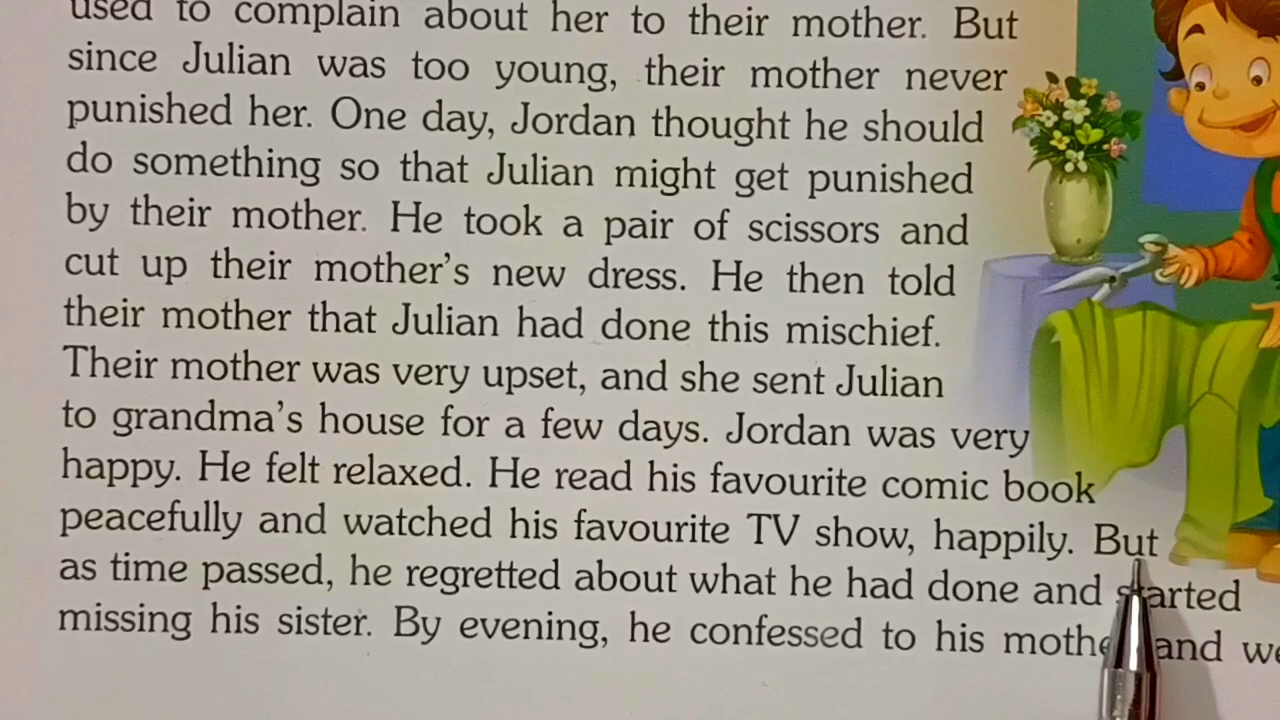 used to complain about her to their mother. But
since Julian was too young, their mother never
punished her. One day, Jordan thought he should
do something so that Julian might get punished
by their mother. He took a pair of scissors and
cut up their mother's new dress. He then told
their mother that Julian had done this mischief.
Their mother was very upset, and she sent Julian
to grandma's house for a few days. Jordan was very
happy. He felt relaxed. He read his favourite comic book
peacefully and watched his favourite TV show, happily. But
as time passed, he regretted about what he had done and started
missing his sister. By evening, he confessed to his mother and